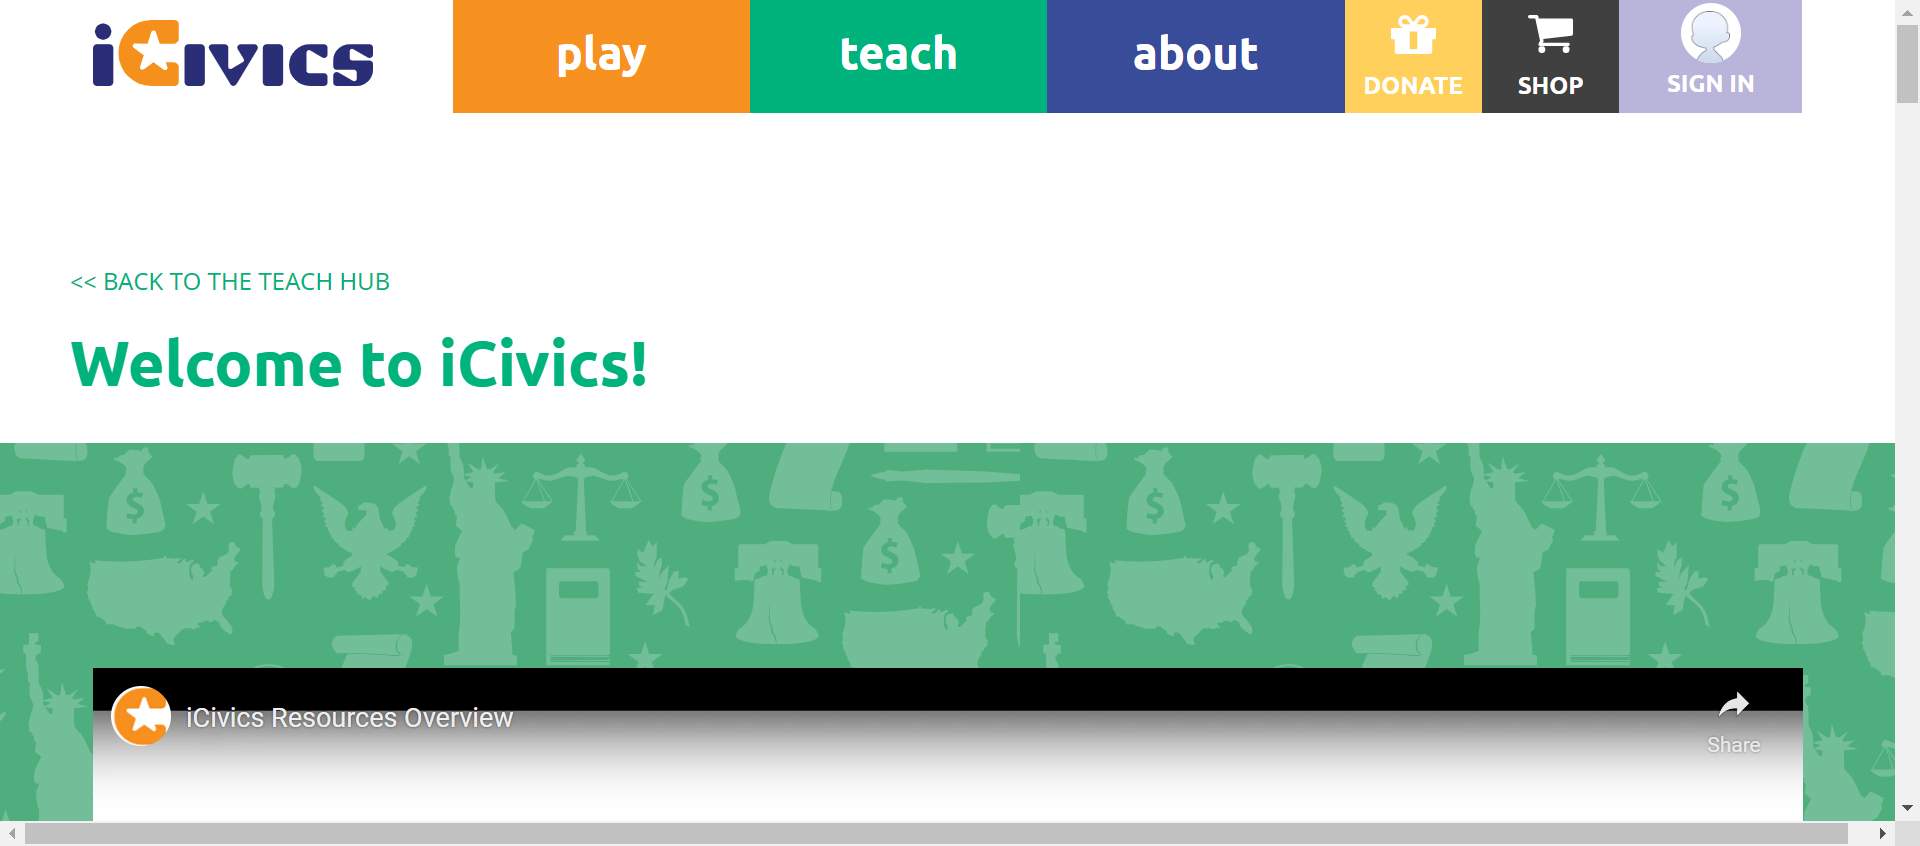 iCivics
play
teach
about
DONATE
SHOP
SIGN IN
<< BACK TO THE TEACH HUB
Welcome to iCivics!
iCivics Resources Overview
Share